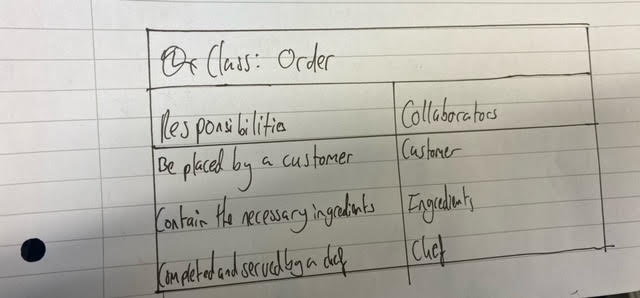 Class: Order
Responsibilities Collaborators
Be placed by a customer Customer
Contain the necessary ingredients Ingredients
Completed and served by a chef Chef